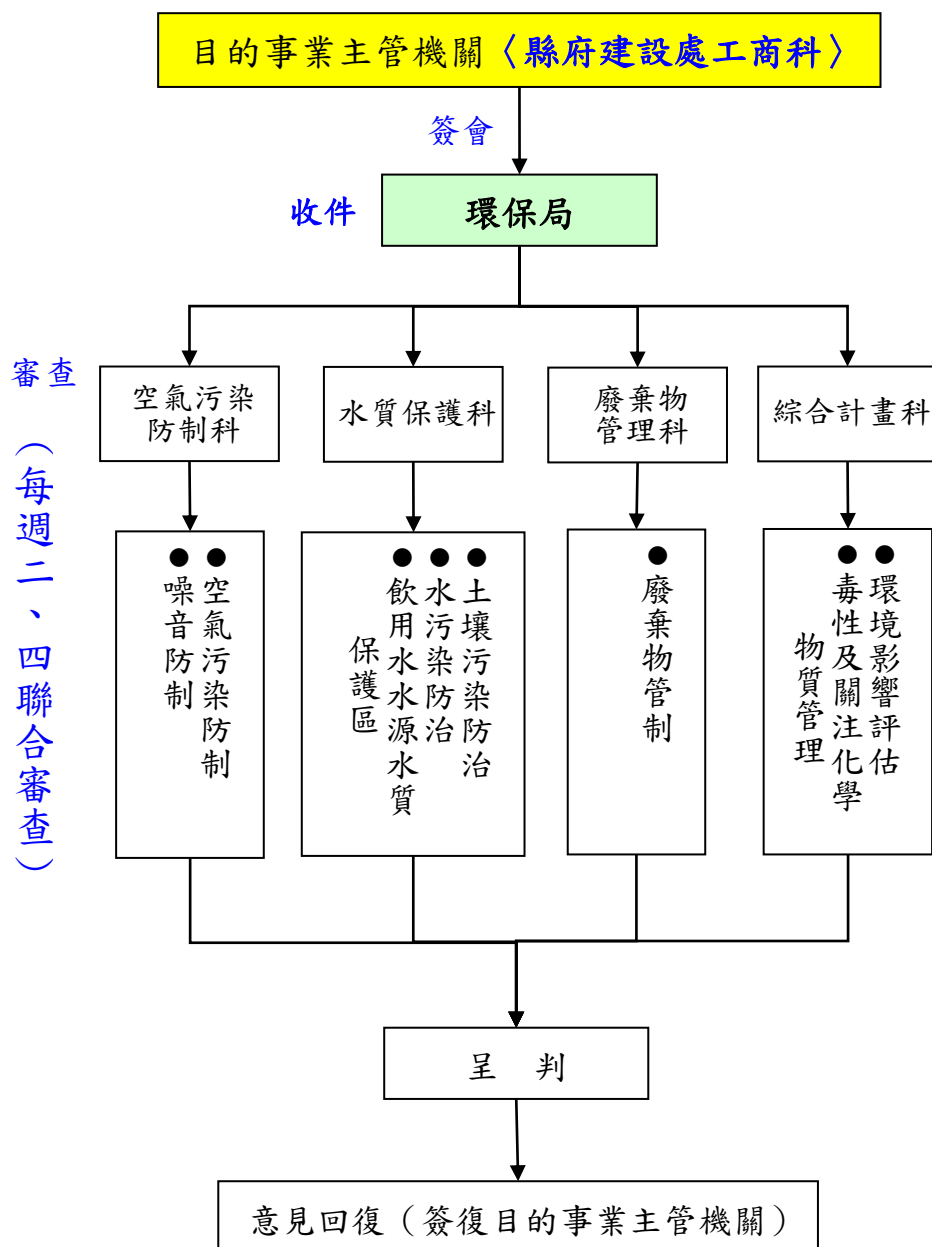 目的事業主管機關〈縣府建設處工商科〉
簽會
收件
環保局
審查
（每週二、四聯合審查）
空氣污染
防制科
水質保護科
廢棄物
管理科
綜合計畫科
●空氣污染防制
●噪音防制
●土壤污染防治
●水污染防治
●飲用水水源水質
保護區
●廢棄物管制
●環境影響評估
●毒性及關注化學
物質管理
呈 判
意見回復（簽復目的事業主管機關）